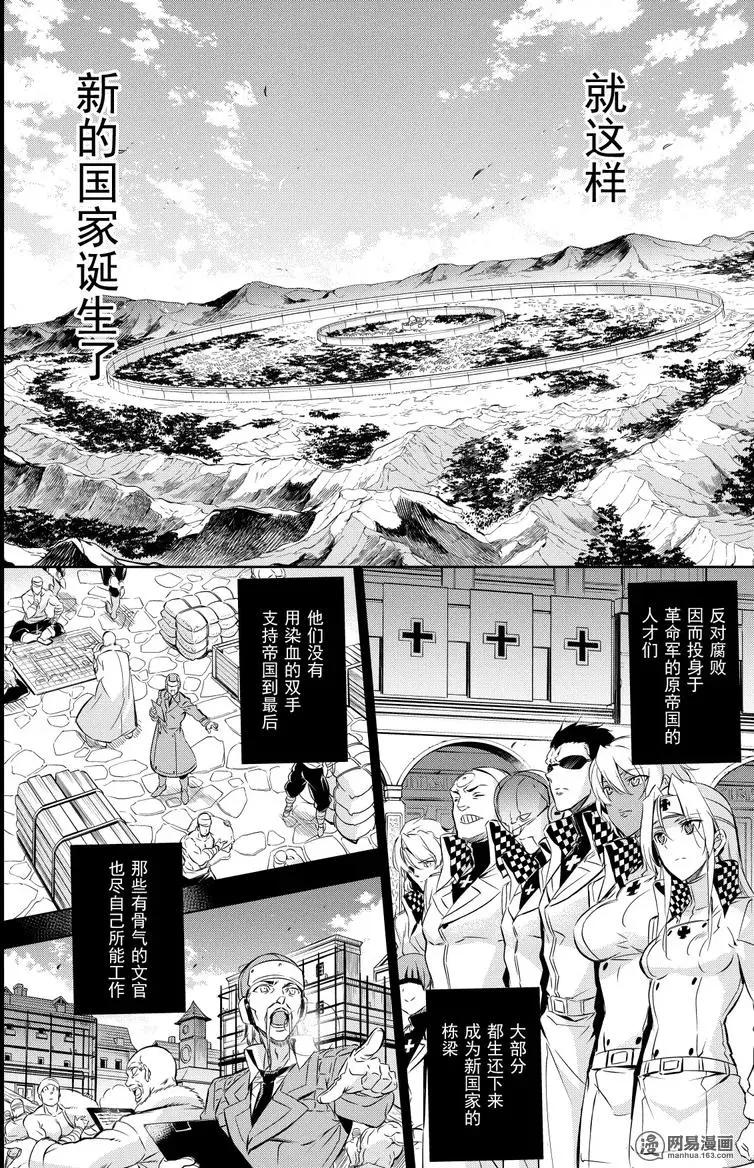 就这样
新的国家诞生了
反对腐败
因而投身于
革命军的原帝国的
人才们
大部分
都生还下来
成为新国家的
栋梁
他们没有
用染血的双手
支持帝国到最后
那些有骨气的文官
也尽自己所能工作
漫 网易漫画
manhua.163.com